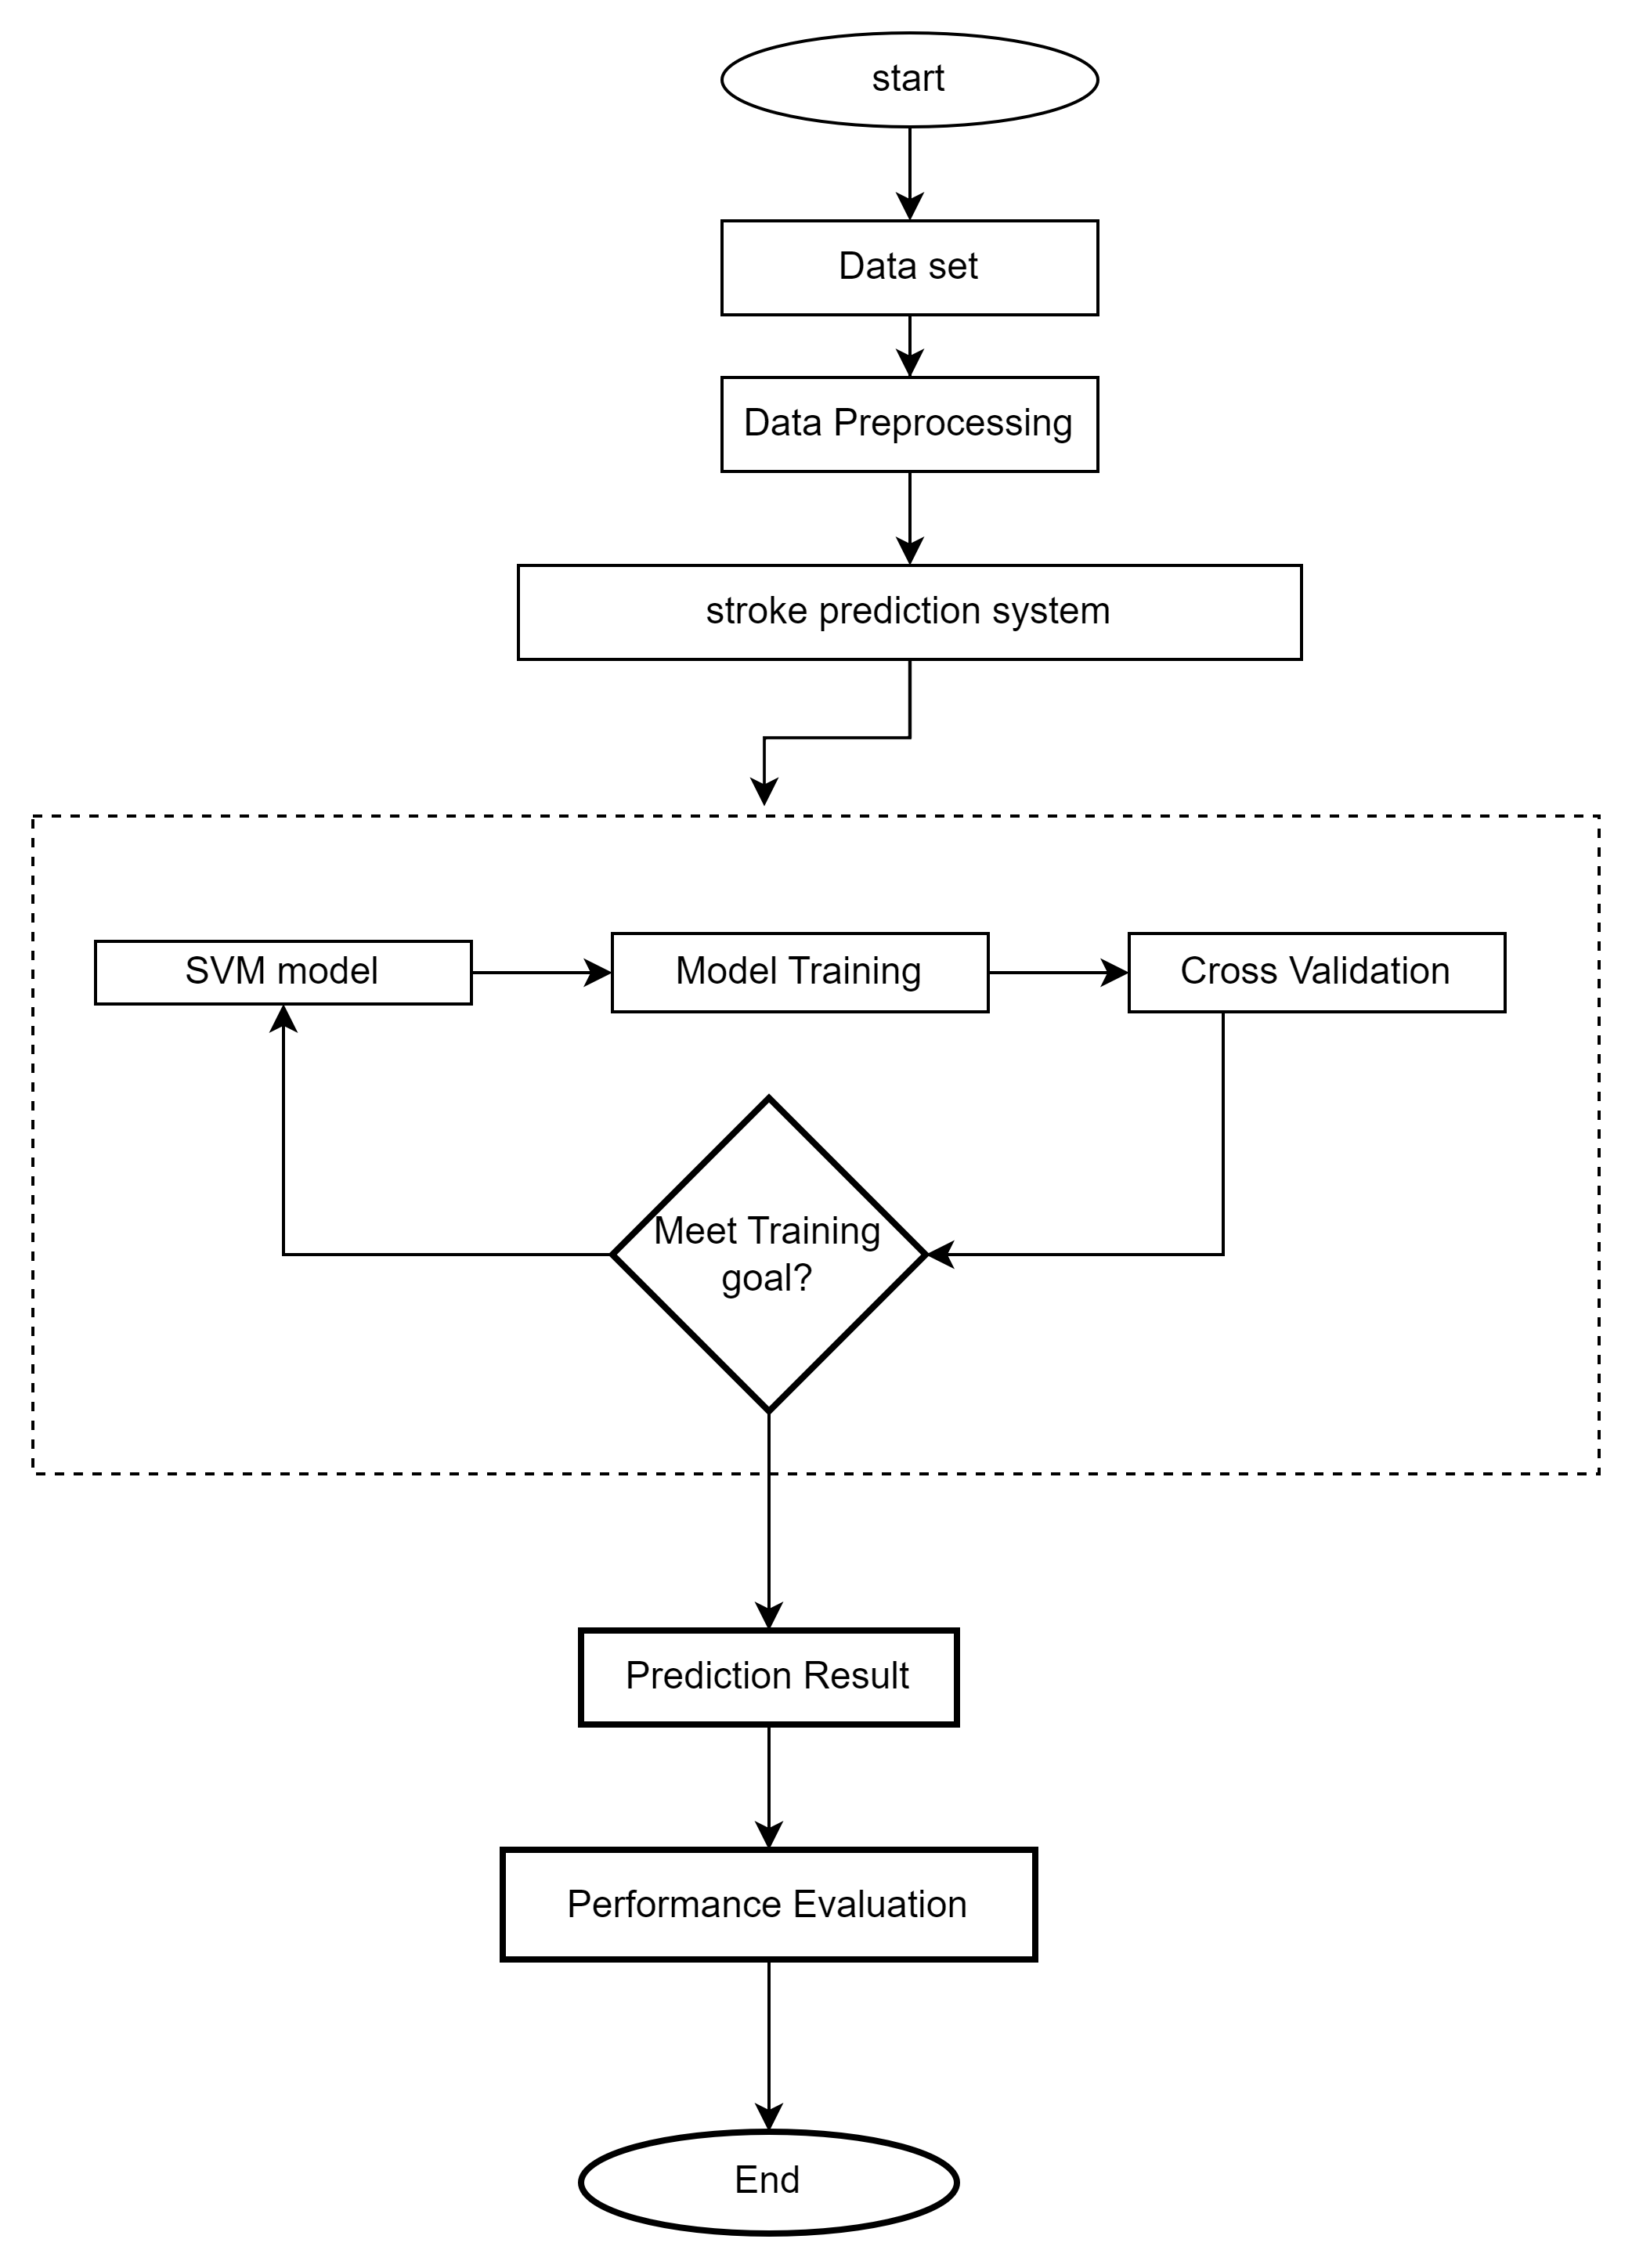 start
Data set
Data Preprocessing
stroke prediction system
SVM model
Model Training
Cross Validation
Meet Training
goal?
Prediction Result
Performance Evaluation
End